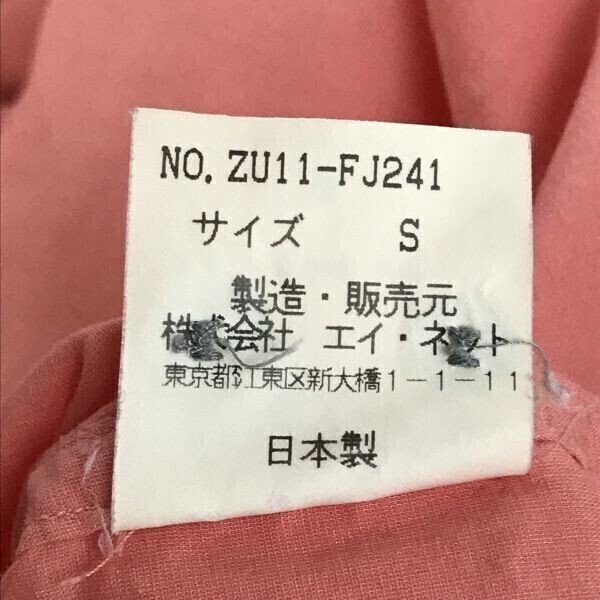 NO. ZU11-FJ241
サイズ S
製造・販売元
株式会社 エイ・ネット
東京都江東区新大橋1-1-11
日本製